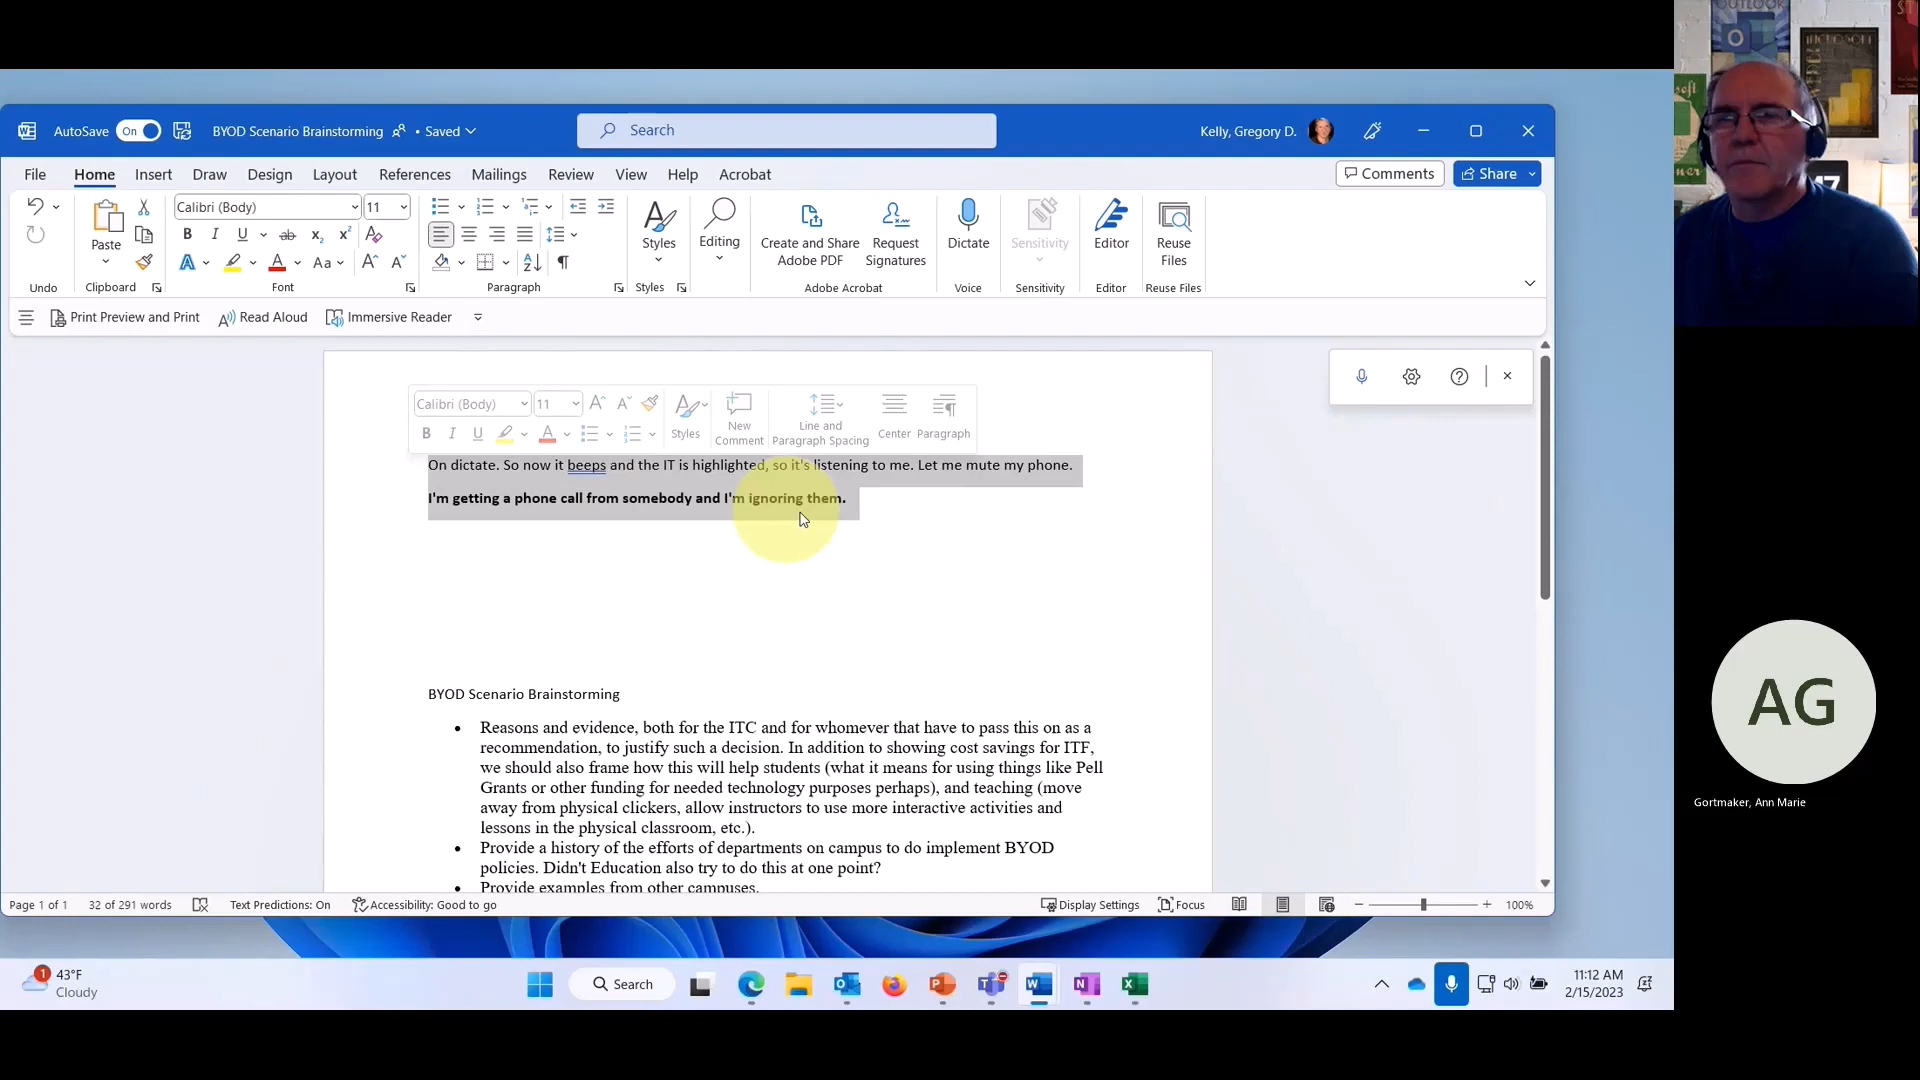 OUTLOOK
AutoSave On BYOD Scenario Brainstorming • Saved Search Kelly, Gregory D.
File Home Insert Draw Design Layout References Mailings Review View Help Acrobat Comments Share
Calibri (Body) 11
Paste Styles Editing Create and Share Adobe PDF Request Signatures Dictate Sensitivity Editor Reuse Files
Undo Clipboard Font Paragraph Styles Adobe Acrobat Voice Sensitivity Editor Reuse Files
Print Preview and Print Read Aloud Immersive Reader
Calibri (Body) 11
Styles New Comment Line and Paragraph Spacing Center Paragraph
On dictate. So now it beeps and the IT is highlighted, so it's listening to me. Let me mute my phone.
I'm getting a phone call from somebody and I'm ignoring them.
BYOD Scenario Brainstorming
• Reasons and evidence, both for the ITC and for whomever that have to pass this on as a
recommendation, to justify such a decision. In addition to showing cost savings for ITF,
we should also frame how this will help students (what it means for using things like Pell
Grants or other funding for needed technology purposes perhaps), and teaching (move
away from physical clickers, allow instructors to use more interactive activities and
lessons in the physical classroom, etc.).
• Provide a history of the efforts of departments on campus to do implement BYOD
policies. Didn't Education also try to do this at one point?
• Provide examples from other campuses.
Page 1 of 1 32 of 291 words Text Predictions: On Accessibility: Good to go Display Settings Focus 100%
1 43°F
Cloudy
Search
11:12 AM
2/15/2023
AG
Gortmaker, Ann Marie